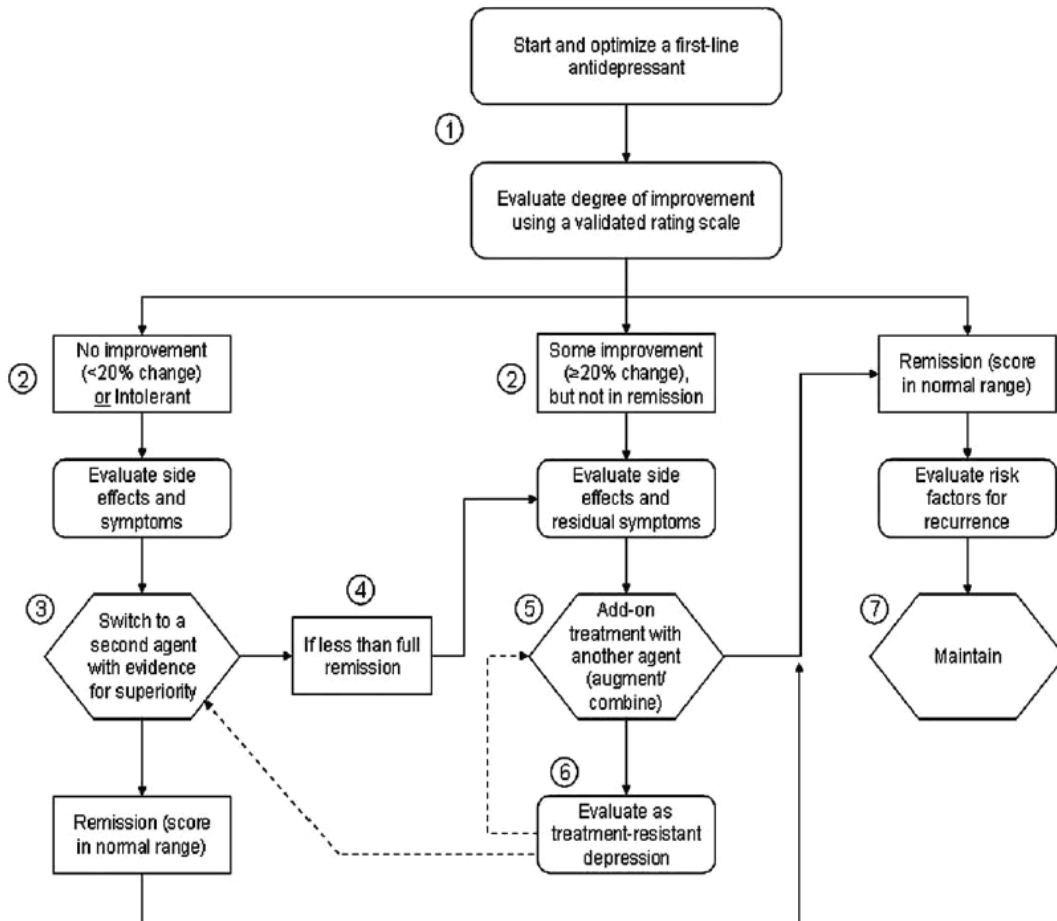 Start and optimize a first-line
antidepressant
①
Evaluate degree of improvement
using a validated rating scale
②
No improvement
(<20% change)
or Intolerant
②
Some improvement
(≥20% change),
but not in remission
Remission (score
in normal range)
Evaluate side
effects and
symptoms
Evaluate side
effects and
residual symptoms
Evaluate risk
factors for
recurrence
③
Switch to a
second agent
with evidence
for superiority
④
If less than full
remission
⑤
Add-on
treatment with
another agent
(augment/
combine)
⑦
Maintain
Remission (score
in normal range)
⑥
Evaluate as
treatment-resistant
depression